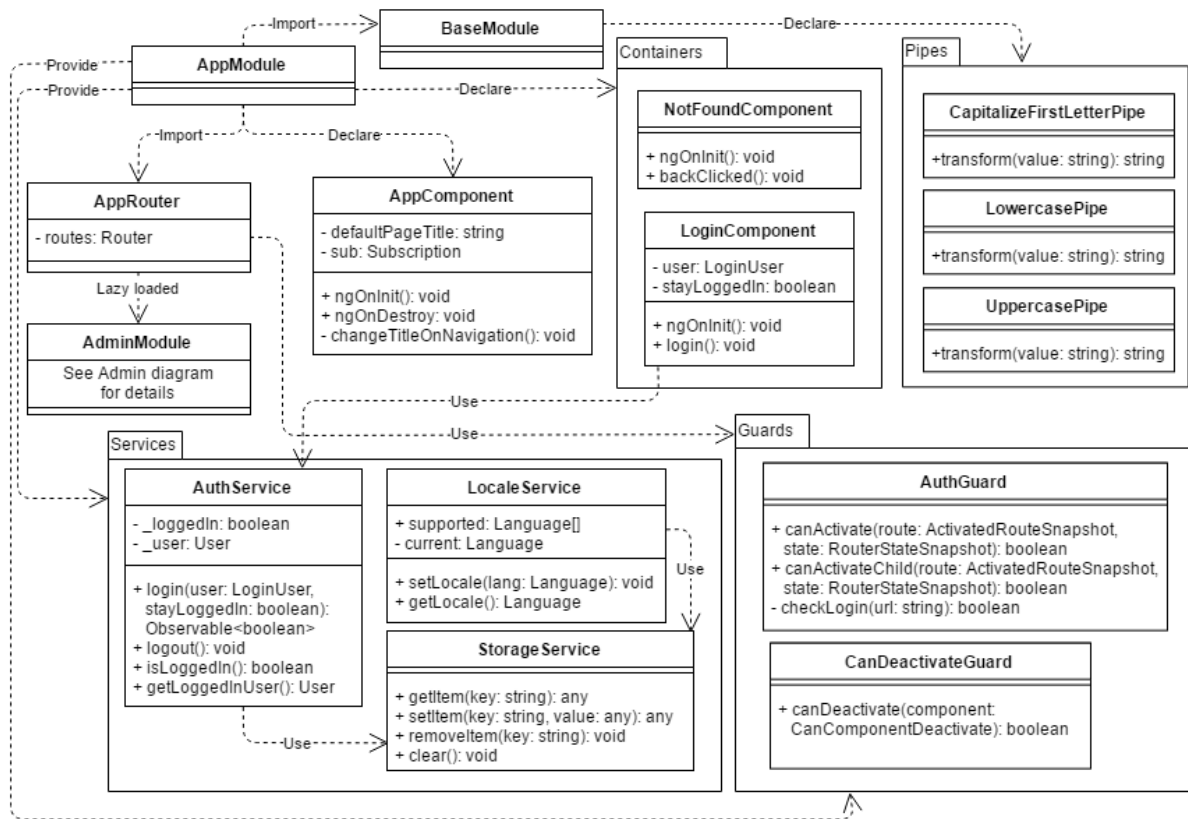 Import
BaseModule
Declare
Provide
AppModule
Provide
Declare
Import
Declare
Containers
NotFoundComponent
+ ngOnInit(): void
+ backClicked(): void
LoginComponent
- user: LoginUser
- stayLoggedIn: boolean
+ ngOnInit(): void
+ login(): void
Pipes
CapitalizeFirstLetterPipe
+transform(value: string): string
LowercasePipe
+transform(value: string): string
UppercasePipe
+transform(value: string): string
AppRouter
- routes: Router
Lazy loaded
AdminModule
See Admin diagram
for details
AppComponent
- defaultPageTitle: string
- sub: Subscription
+ ngOnInit(): void
+ ngOnDestroy: void
- changeTitleOnNavigation(): void
Use
Use
Services
AuthService
- _loggedIn: boolean
- _user: User
+ login(user: LoginUser,
stayLoggedIn: boolean):
Observable<boolean>
+ logout(): void
+ isLoggedIn(): boolean
+ getLoggedInUser(): User
LocaleService
+ supported: Language[]
- current: Language
+ setLocale(lang: Language): void
+ getLocale(): Language
Use
StorageService
+ getItem(key: string): any
+ setItem(key: string, value: any): any
+ removeItem(key: string): void
+ clear(): void
Use
Guards
AuthGuard
+ canActivate(route: ActivatedRouteSnapshot,
state: RouterStateSnapshot): boolean
+ canActivateChild(route: ActivatedRouteSnapshot,
state: RouterStateSnapshot): boolean
- checkLogin(url: string): boolean
CanDeactivateGuard
+ canDeactivate(component:
CanComponentDeactivate): boolean